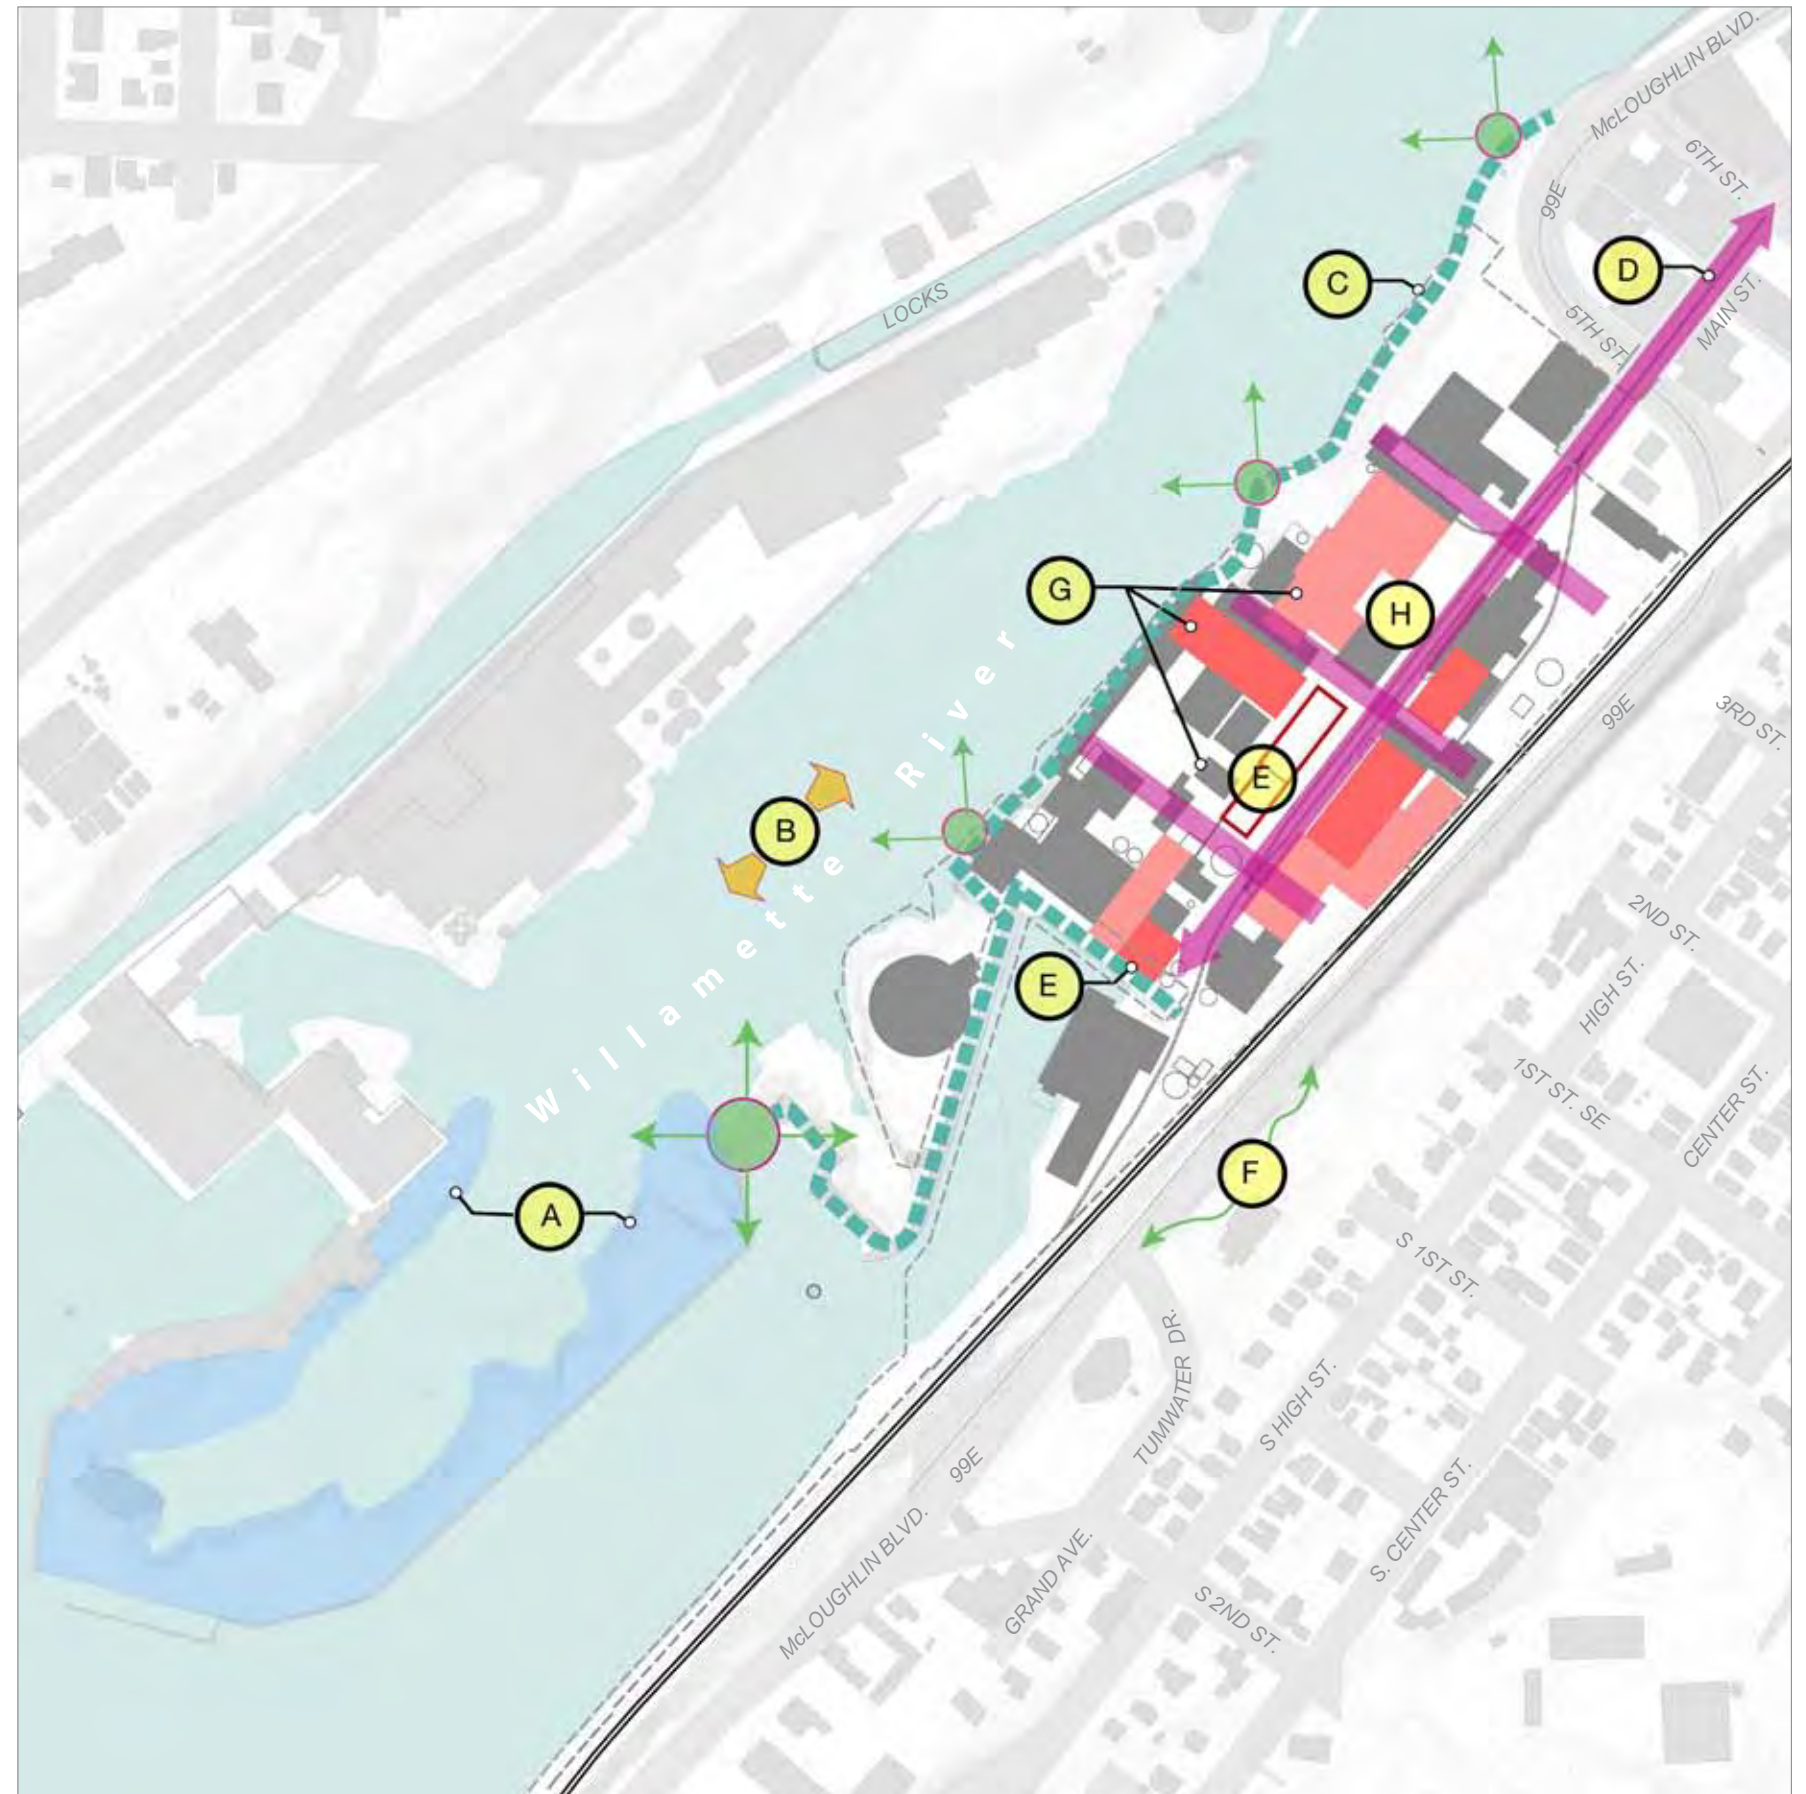 McLOUGHLIN BLVD.
6TH ST.
99E
D
C
MAIN ST.
LOCKS
5TH ST.
G
H
Willamette River
3RD ST.
99E
E
B
2ND ST.
HIGH ST.
E
1ST ST. SE
CENTER ST.
F
A
S 1ST ST.
TUMWATER DR.
S HIGH ST.
99E
S. CENTER ST.
McLOUGHLIN BLVD.
GRAND AVE.
S 2ND ST.